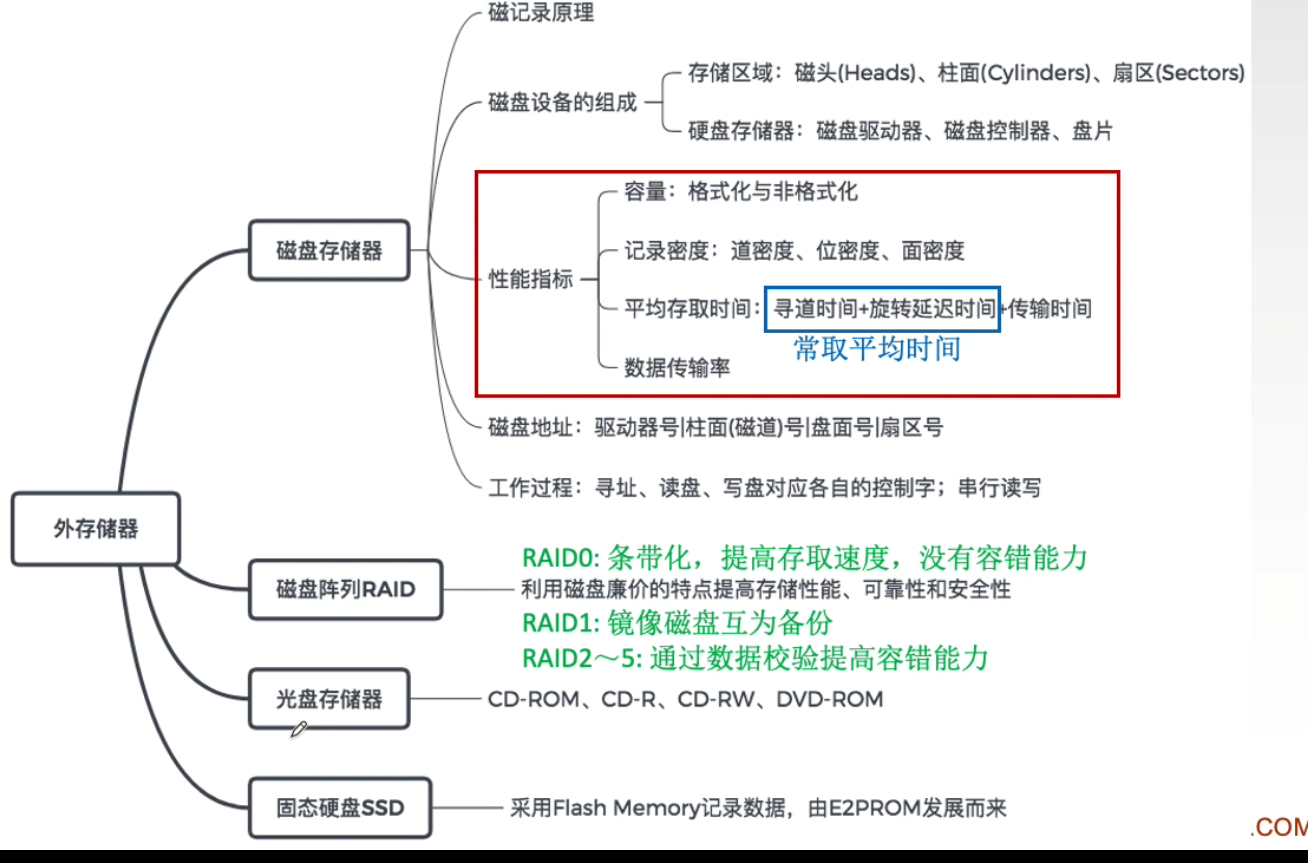 磁记录原理
存储区域：磁头(Heads)、柱面(Cylinders)、扇区(Sectors)
磁盘设备的组成
硬盘存储器：磁盘驱动器、磁盘控制器、盘片
容量：格式化与非格式化
磁盘存储器
记录密度：道密度、位密度、面密度
性能指标
平均存取时间：寻道时间+旋转延迟时间+传输时间
常取平均时间
数据传输率
磁盘地址：驱动器号|柱面(磁道)号|盘面号|扇区号
工作过程：寻址、读盘、写盘对应各自的控制字；串行读写
外存储器
RAID0: 条带化，提高存取速度，没有容错能力
磁盘阵列RAID
利用磁盘廉价的特点提高存储性能、可靠性和安全性
RAID1: 镜像磁盘互为备份
RAID2～5: 通过数据校验提高容错能力
光盘存储器
CD-ROM、CD-R、CD-RW、DVD-ROM
固态硬盘SSD
采用Flash Memory记录数据，由E2PROM发展而来
.COM